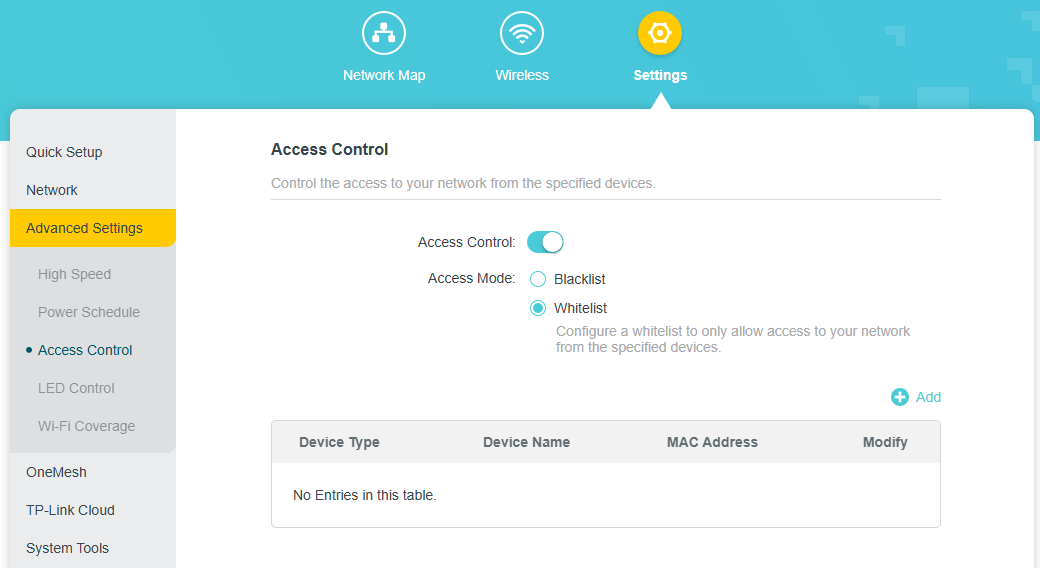 Network Map
Wireless
Settings
Quick Setup
Network
Advanced Settings
High Speed
Power Schedule
Access Control
LED Control
Wi-Fi Coverage
OneMesh
TP-Link Cloud
System Tools
Access Control
Control the access to your network from the specified devices.
Access Control:
Access Mode:
Blacklist
Whitelist
Configure a whitelist to only allow access to your network
from the specified devices.
Add
Device Type
Device Name
MAC Address
Modify
No Entries in this table.